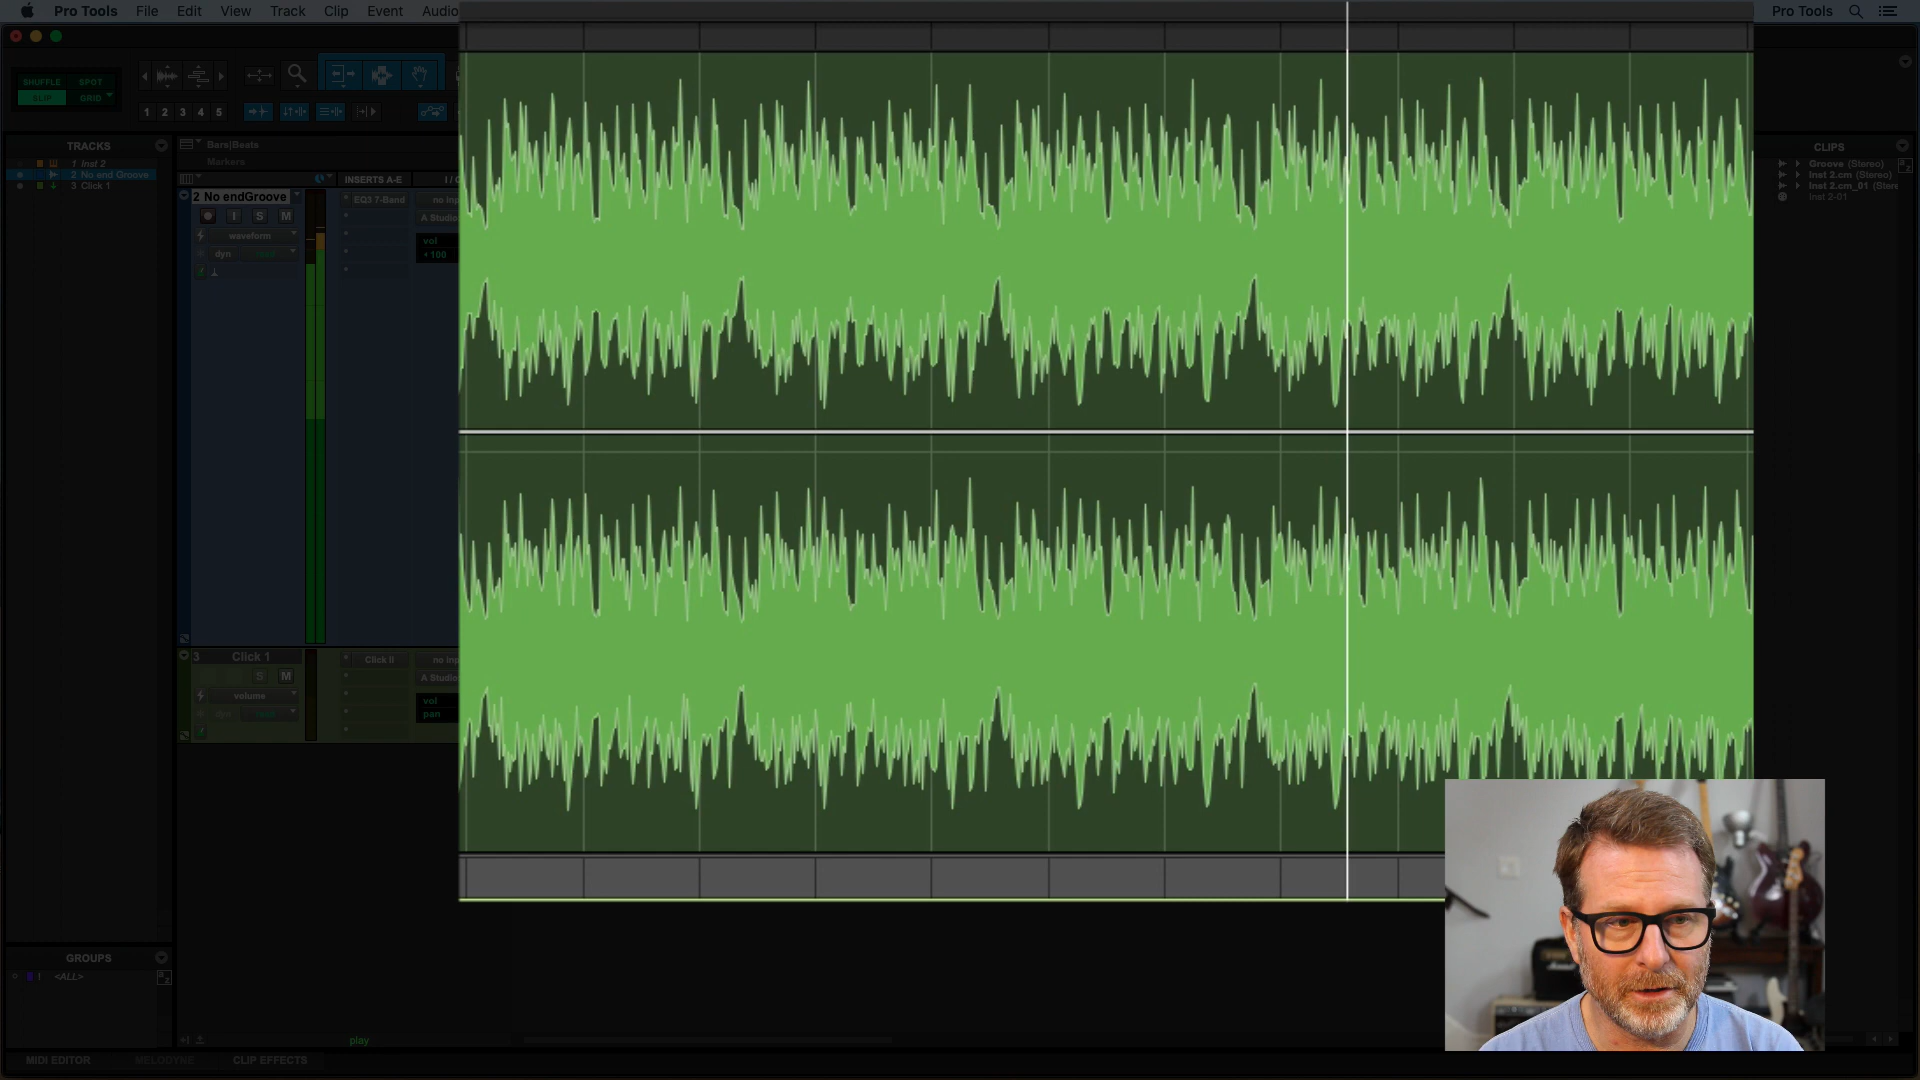 Pro Tools File Edit View Track Clip Event Audio Pro Tools
SHUFFLE SPOT
SLIP GRID
1 2 3 4 5
TRACKS
1 Inst 2
2 No end Groove
3 Click 1
Bars|Beats
Markers
INSERTS A-E I / O
2 No endGroove
EQ3 7-Band
no inp
I S M
A Studio
waveform
vol
dyn read
100
3 Click 1
Click II
no inp
S M
A Studio
volume
vol
dyn read
pan
CLIPS
Groove (Stereo)
Inst 2.cm (Stereo)
Inst 2.cm_01 (Stere
Inst 2-01
GROUPS
<ALL>
play
MIDI EDITOR MELODYNE CLIP EFFECTS